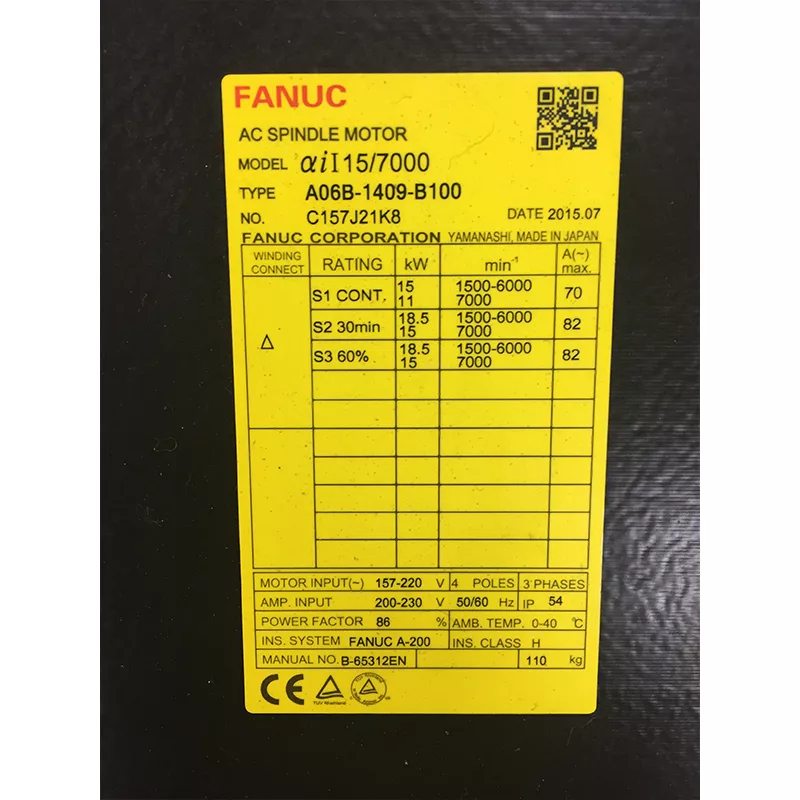 FANUC
AC SPINDLE MOTOR
MODEL αiI15/7000
TYPE A06B-1409-B100
NO. C157J21K8 DATE 2015.07
FANUC CORPORATION YAMANASHI, MADE IN JAPAN
WINDING CONNECT RATING kW min⁻¹ A(~) max.
△ S1 CONT. 15 11 1500-6000 7000 70
S2 30min 18.5 15 1500-6000 7000 82
S3 60% 18.5 15 1500-6000 7000 82
MOTOR INPUT(~) 157-220 V 4 POLES 3 PHASES
AMP. INPUT 200-230 V 50/60 Hz IP 54
POWER FACTOR 86 % AMB. TEMP. 0-40 ℃
INS. SYSTEM FANUC A-200 INS. CLASS H
MANUAL NO. B-65312EN 110 kg
CE
TÜV Rheinland